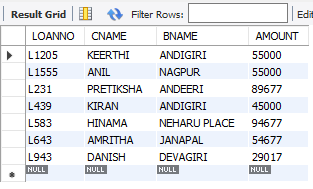 Result Grid Filter Rows: Edi
LOANNO CNAME BNAME AMOUNT
L1205 KEERTHI ANDIGIRI 55000
L1555 ANIL NAGPUR 55000
L231 PRETIKSHA ANDEERI 89677
L439 KIRAN ANDIGIRI 45000
L583 HINAMA NEHARU PLACE 94677
L643 AMRITHA JANAPAL 54677
L943 DANISH DEVAGIRI 29017
NULL NULL NULL NULL